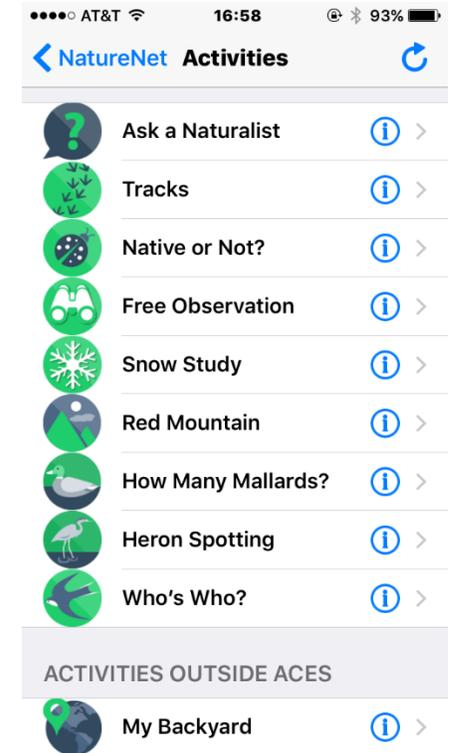 AT&T 16:58 93%
NatureNet Activities
Ask a Naturalist
Tracks
Native or Not?
Free Observation
Snow Study
Red Mountain
How Many Mallards?
Heron Spotting
Who's Who?
ACTIVITIES OUTSIDE ACES
My Backyard